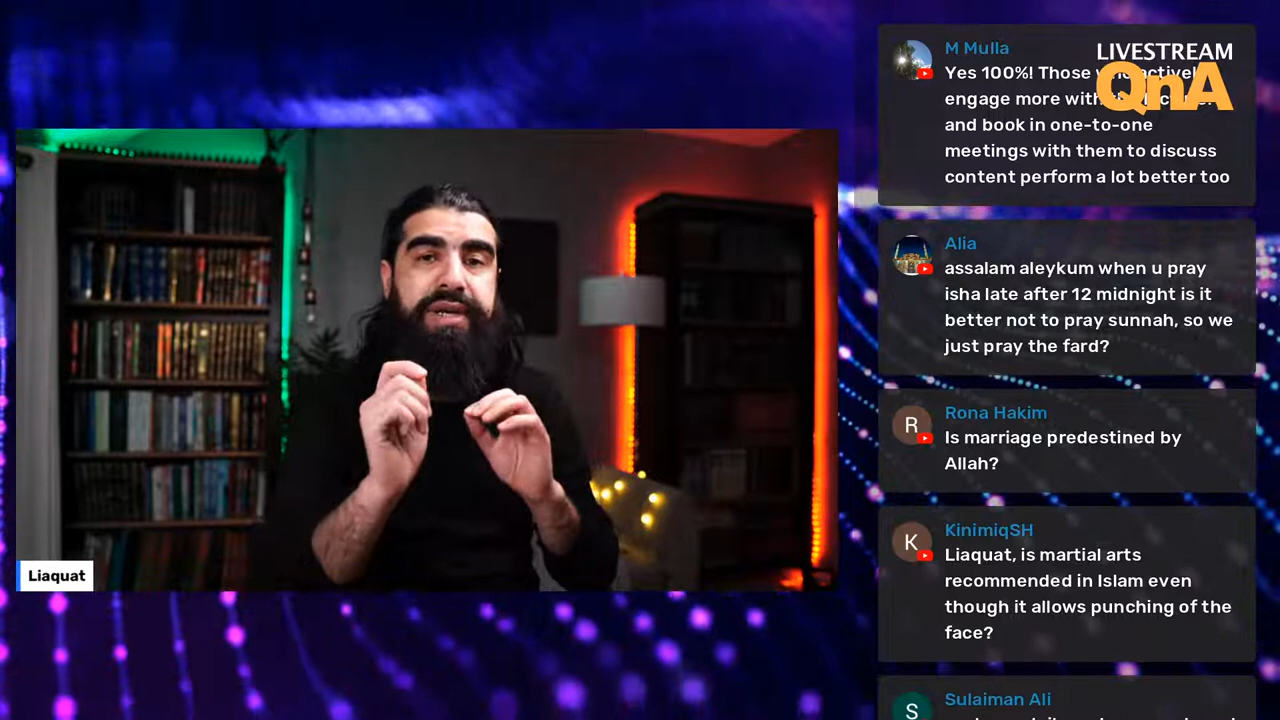 LIVESTREAM
QnA
M Mulla
Yes 100%! Those
engage more with
and book in one-to-one
meetings with them to discuss
content perform a lot better too
Alia
assalam aleykum when u pray
isha late after 12 midnight is it
better not to pray sunnah, so we
just pray the fard?
R
Rona Hakim
Is marriage predestined by
Allah?
K
KinimiqSH
Liaquat, is martial arts
recommended in Islam even
though it allows punching of the
face?
S
Sulaiman Ali
Liaquat